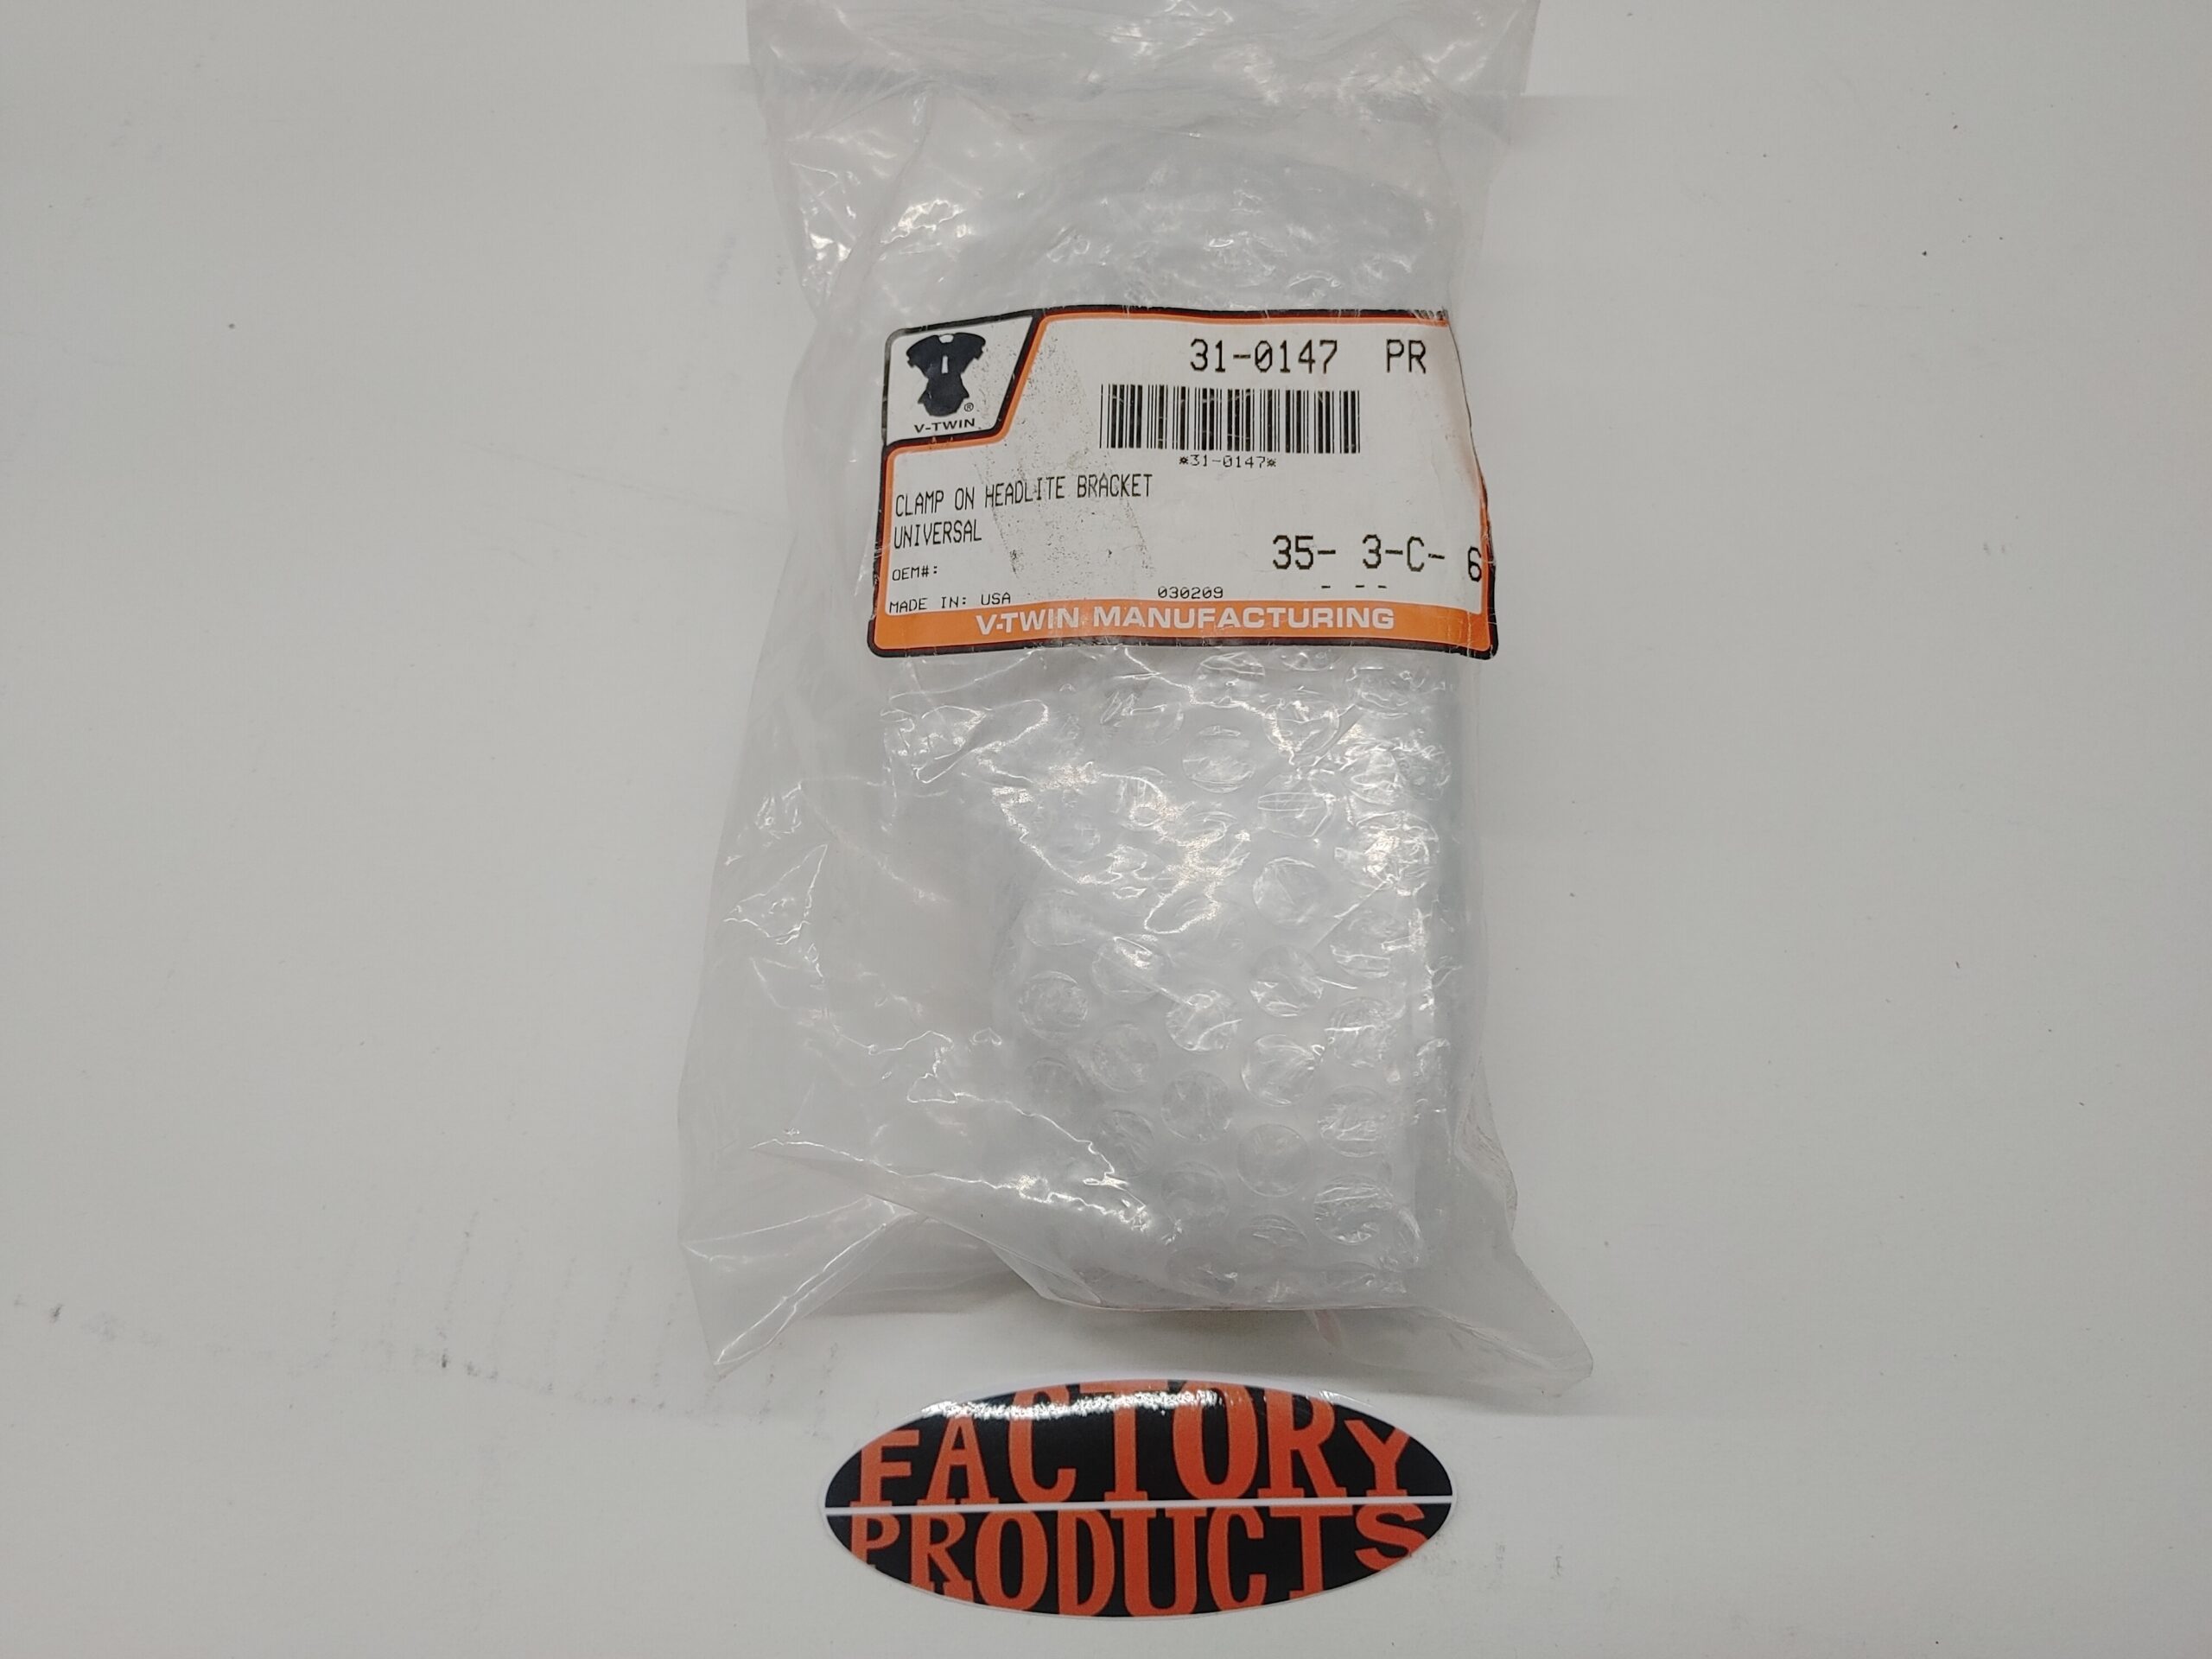 31-0147 PR
*31-0147*
®
V-TWIN
CLAMP ON HEADLITE BRACKET
UNIVERSAL
35- 3-C- 6
OEM#:
- - -
MADE IN: USA
030209
V-TWIN MANUFACTURING
FACTORY
PRODUCTS